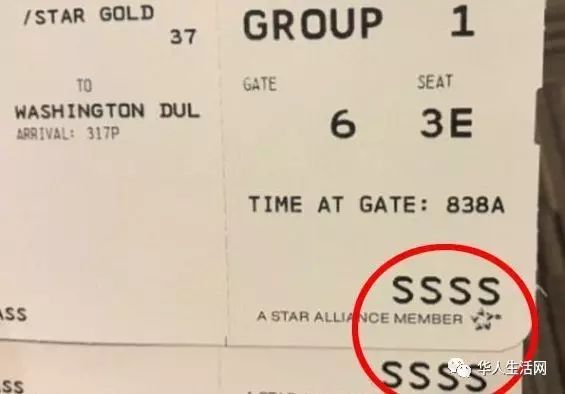 /STAR GOLD
37
TO
WASHINGTON DUL
ARRIVAL: 317P
ASS
GROUP 1
GATE SEAT
6 3E
TIME AT GATE: 838A
SSSS
A STAR ALLIANCE MEMBER
SSSS
ASS
华人生活网